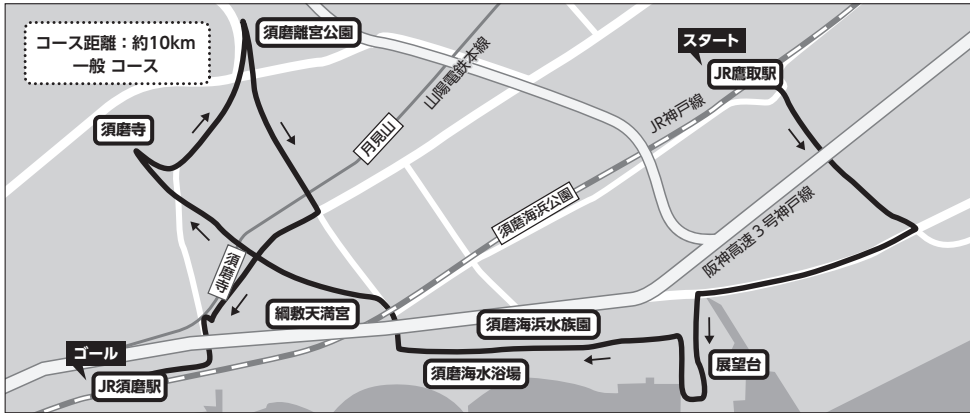 コース距離：約10km
一般 コース
須磨離宮公園
スタート
JR鷹取駅
須磨寺
山陽電鉄本線
月見山
JR神戸線
須磨海浜公園
阪神高速３号神戸線
須磨寺
綱敷天満宮
須磨海浜水族園
ゴール
JR須磨駅
須磨海水浴場
展望台